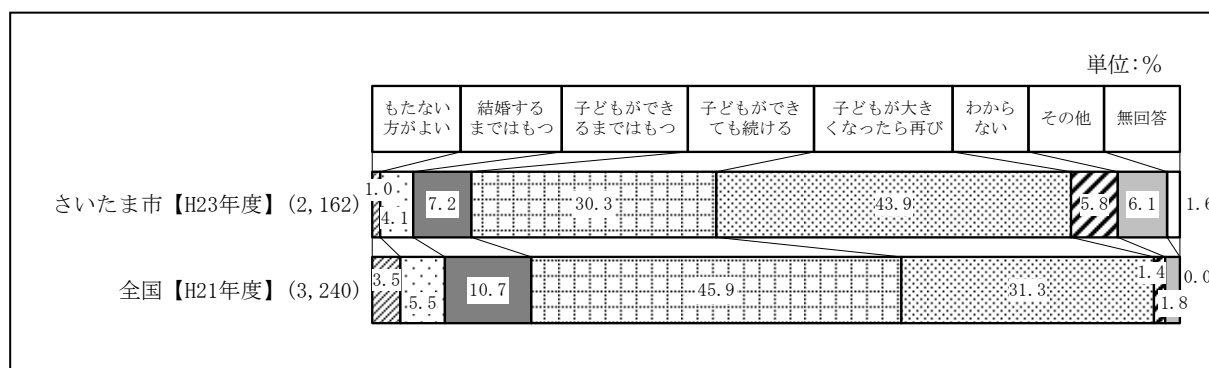 単位:%
もたない
方がよい
結婚する
まではもつ
子どもができ
るまではもつ
子どもができ
ても続ける
子どもが大き
くなったら再び
わから
ない
その他
無回答
さいたま市【H23年度】(2,162)
1.0
4.1
7.2
30.3
43.9
5.8
6.1
1.6
全国【H21年度】(3,240)
3.5
5.5
10.7
45.9
31.3
1.4
1.8
0.0